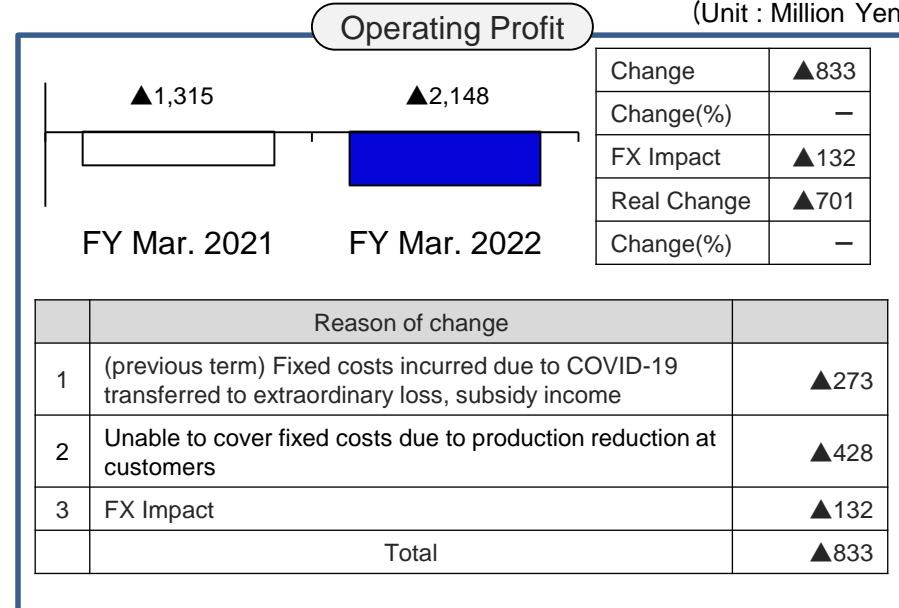 (Unit : Million Yen
Operating Profit
▲1,315
▲2,148
FY Mar. 2021
FY Mar. 2022
Change ▲833
Change(%) −
FX Impact ▲132
Real Change ▲701
Change(%) −
Reason of change
1 (previous term) Fixed costs incurred due to COVID-19
transferred to extraordinary loss, subsidy income ▲273
2 Unable to cover fixed costs due to production reduction at
customers ▲428
3 FX Impact ▲132
Total ▲833